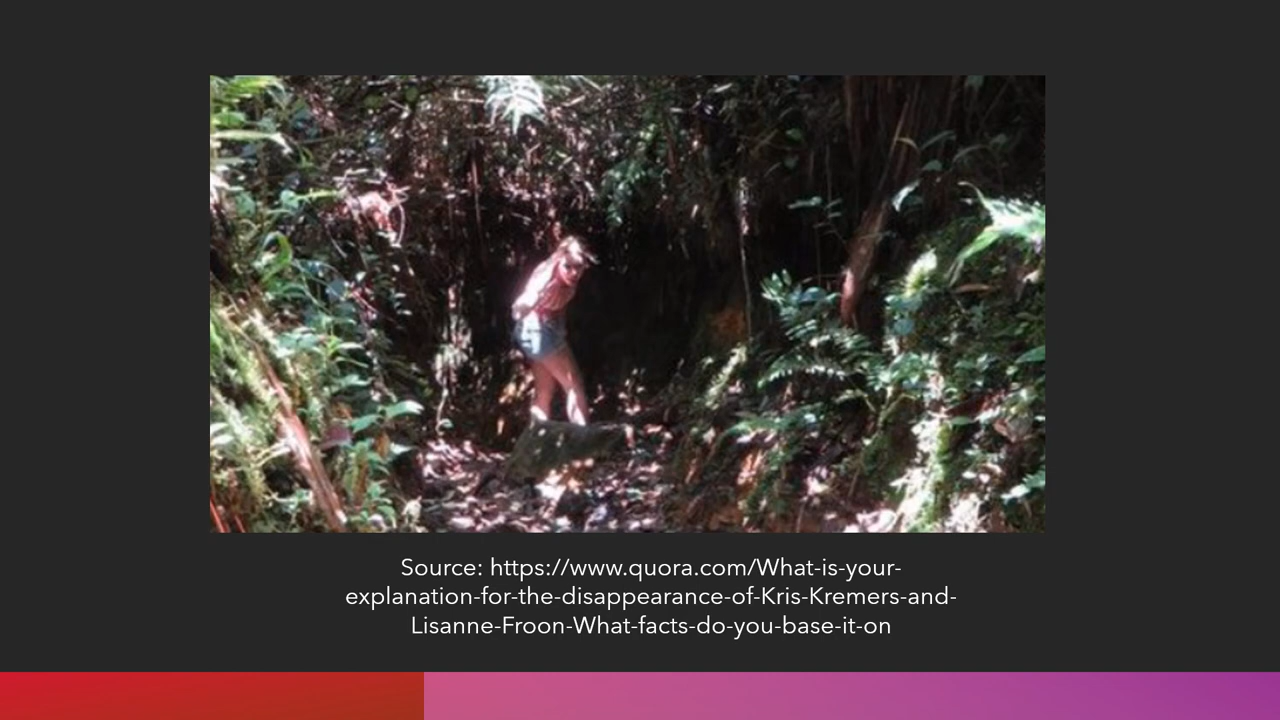 Source: https://www.quora.com/What-is-your-
explanation-for-the-disappearance-of-Kris-Kremers-and-
Lisanne-Froon-What-facts-do-you-base-it-on